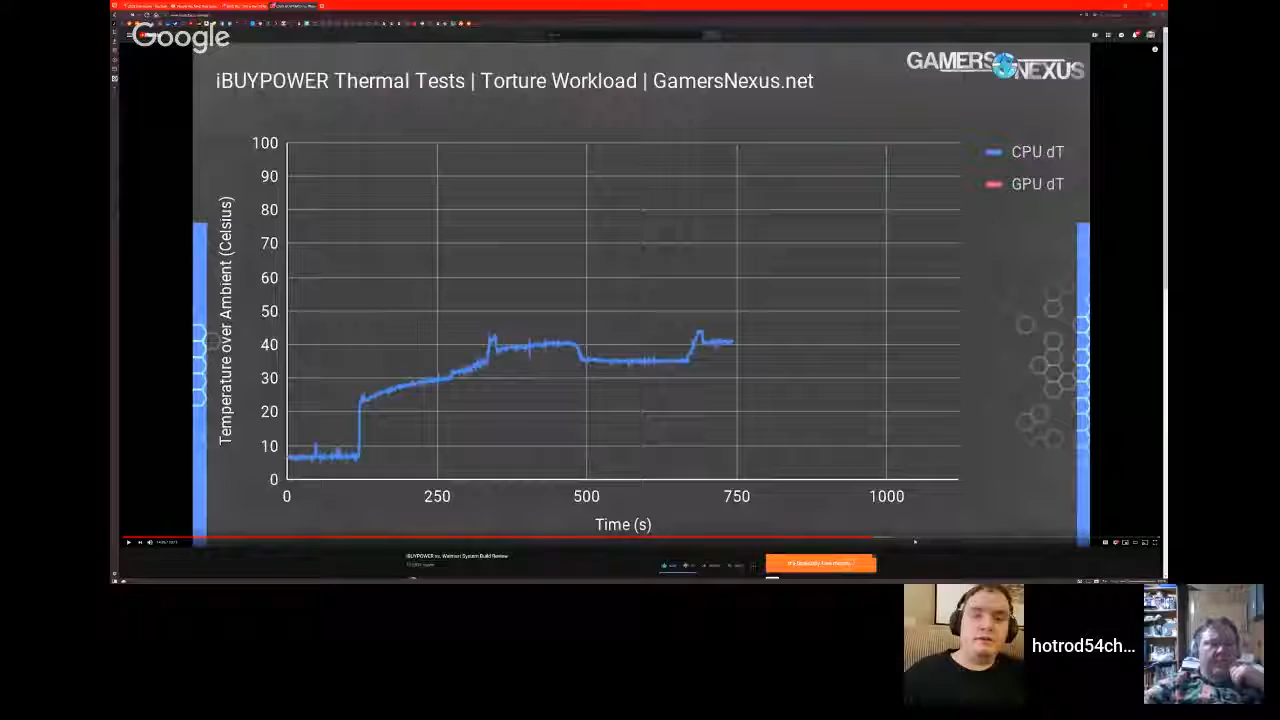 Google
GAMERS NEXUS
iBUYPOWER Thermal Tests | Torture Workload | GamersNexus.net
100
90
80
70
60
50
40
30
20
10
0
Temperature over Ambient (Celsius)
CPU dT
GPU dT
0 250 500 750 1000
Time (s)
iBUYPOWER vs. Walmart System Build Review
hotrod54ch...